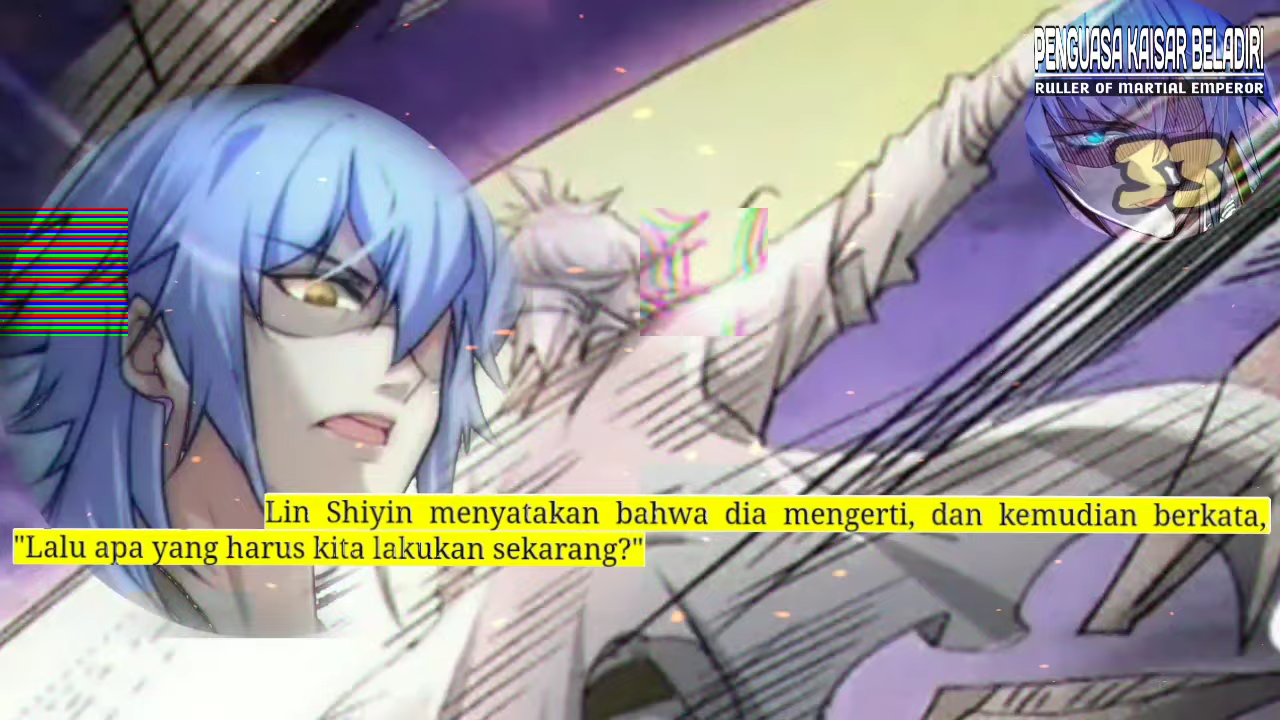 PENGUASA KAISAR BELADIRI
RULLER OF MARTIAL EMPEROR
33
Lin Shiyin menyatakan bahwa dia mengerti, dan kemudian berkata,
"Lalu apa yang harus kita lakukan sekarang?"